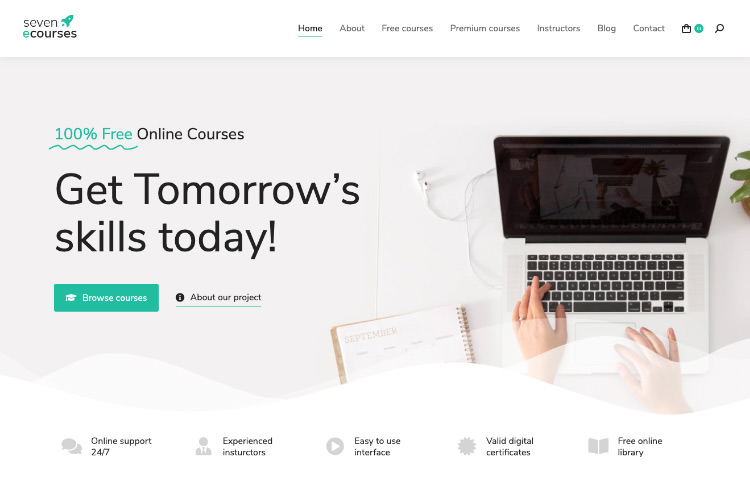 seven
ecourses
Home About Free courses Premium courses Instructors Blog Contact
100% Free Online Courses
Get Tomorrow's
skills today!
Browse courses
About our project
SEPTEMBER
Online support
24/7
Experienced
insturctors
Easy to use
interface
Valid digital
certificates
Free online
library